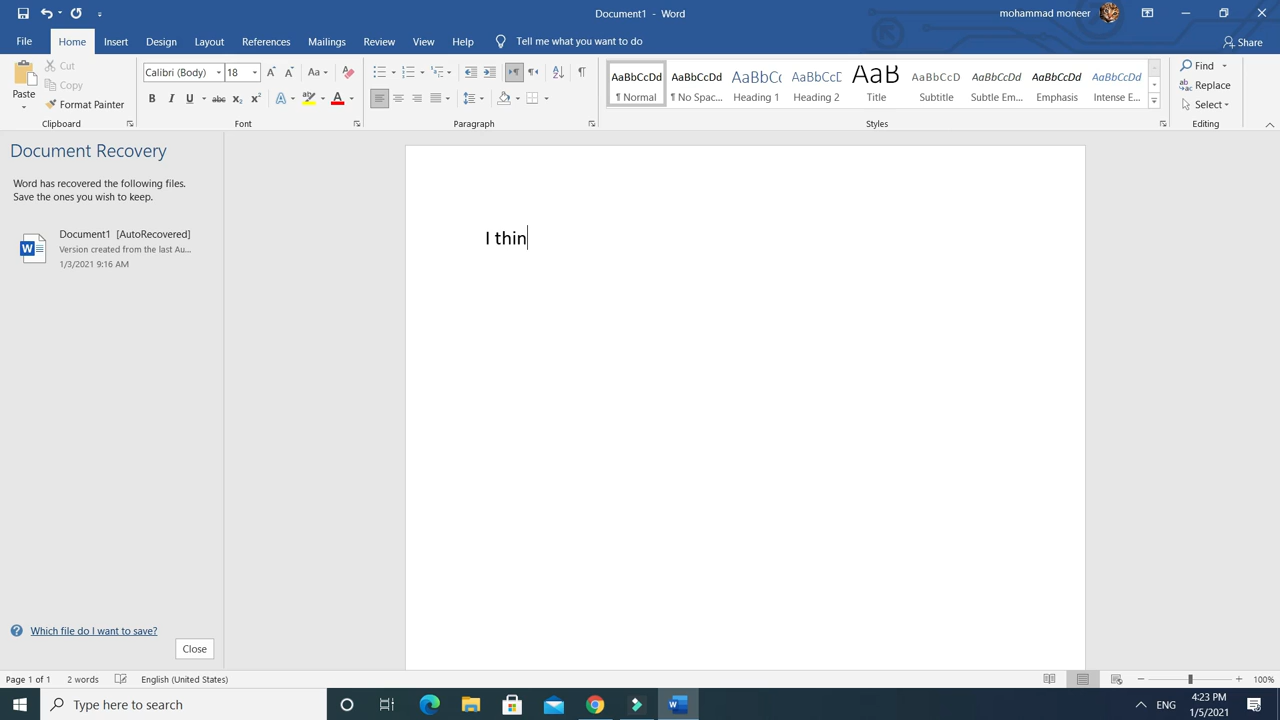 Document1 - Word
mohammad moneer
File Home Insert Design Layout References Mailings Review View Help Tell me what you want to do
Share
Paste
Cut
Copy
Format Painter
Clipboard
Calibri (Body) 18
Font
Paragraph
AaBbCcDd AaBbCcDd AaBbCc AaBbCcE AaB AaBbCcD AaBbCcDd AaBbCcDd AaBbCcDd
¶ Normal ¶ No Spac... Heading 1 Heading 2 Title Subtitle Subtle Em... Emphasis Intense E...
Styles
Find
Replace
Select
Editing
Document Recovery
Word has recovered the following files.
Save the ones you wish to keep.
Document1 [AutoRecovered]
Version created from the last Au...
1/3/2021 9:16 AM
I thin
Which file do I want to save?
Close
Page 1 of 1 2 words English (United States)
100%
Type here to search
ENG
4:23 PM
1/5/2021